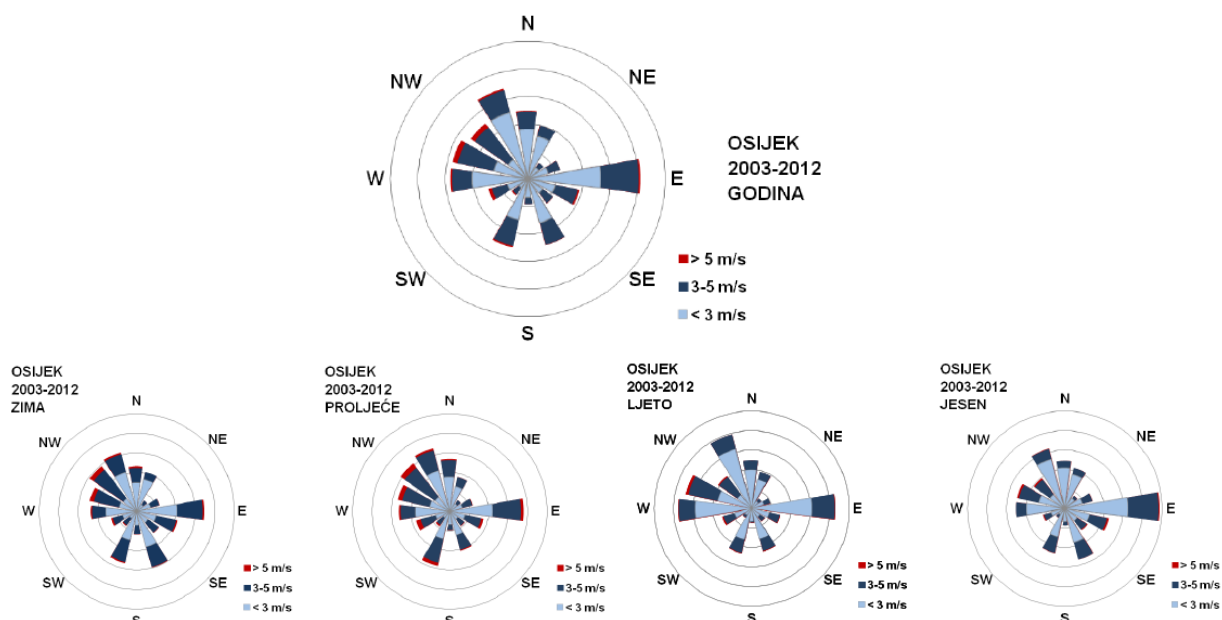 N
NW
NE
W
E
SW
SE
S
OSIJEK
2003-2012
GODINA
> 5 m/s
3-5 m/s
< 3 m/s
OSIJEK
2003-2012
ZIMA
N
NW
NE
W
E
SW
SE
S
> 5 m/s
3-5 m/s
< 3 m/s
OSIJEK
2003-2012
PROLJEĆE
N
NW
NE
W
E
SW
SE
S
> 5 m/s
3-5 m/s
< 3 m/s
OSIJEK
2003-2012
LJETO
N
NW
NE
W
E
SW
SE
S
> 5 m/s
3-5 m/s
< 3 m/s
OSIJEK
2003-2012
JESEN
N
NW
NE
W
E
SW
SE
S
> 5 m/s
3-5 m/s
< 3 m/s